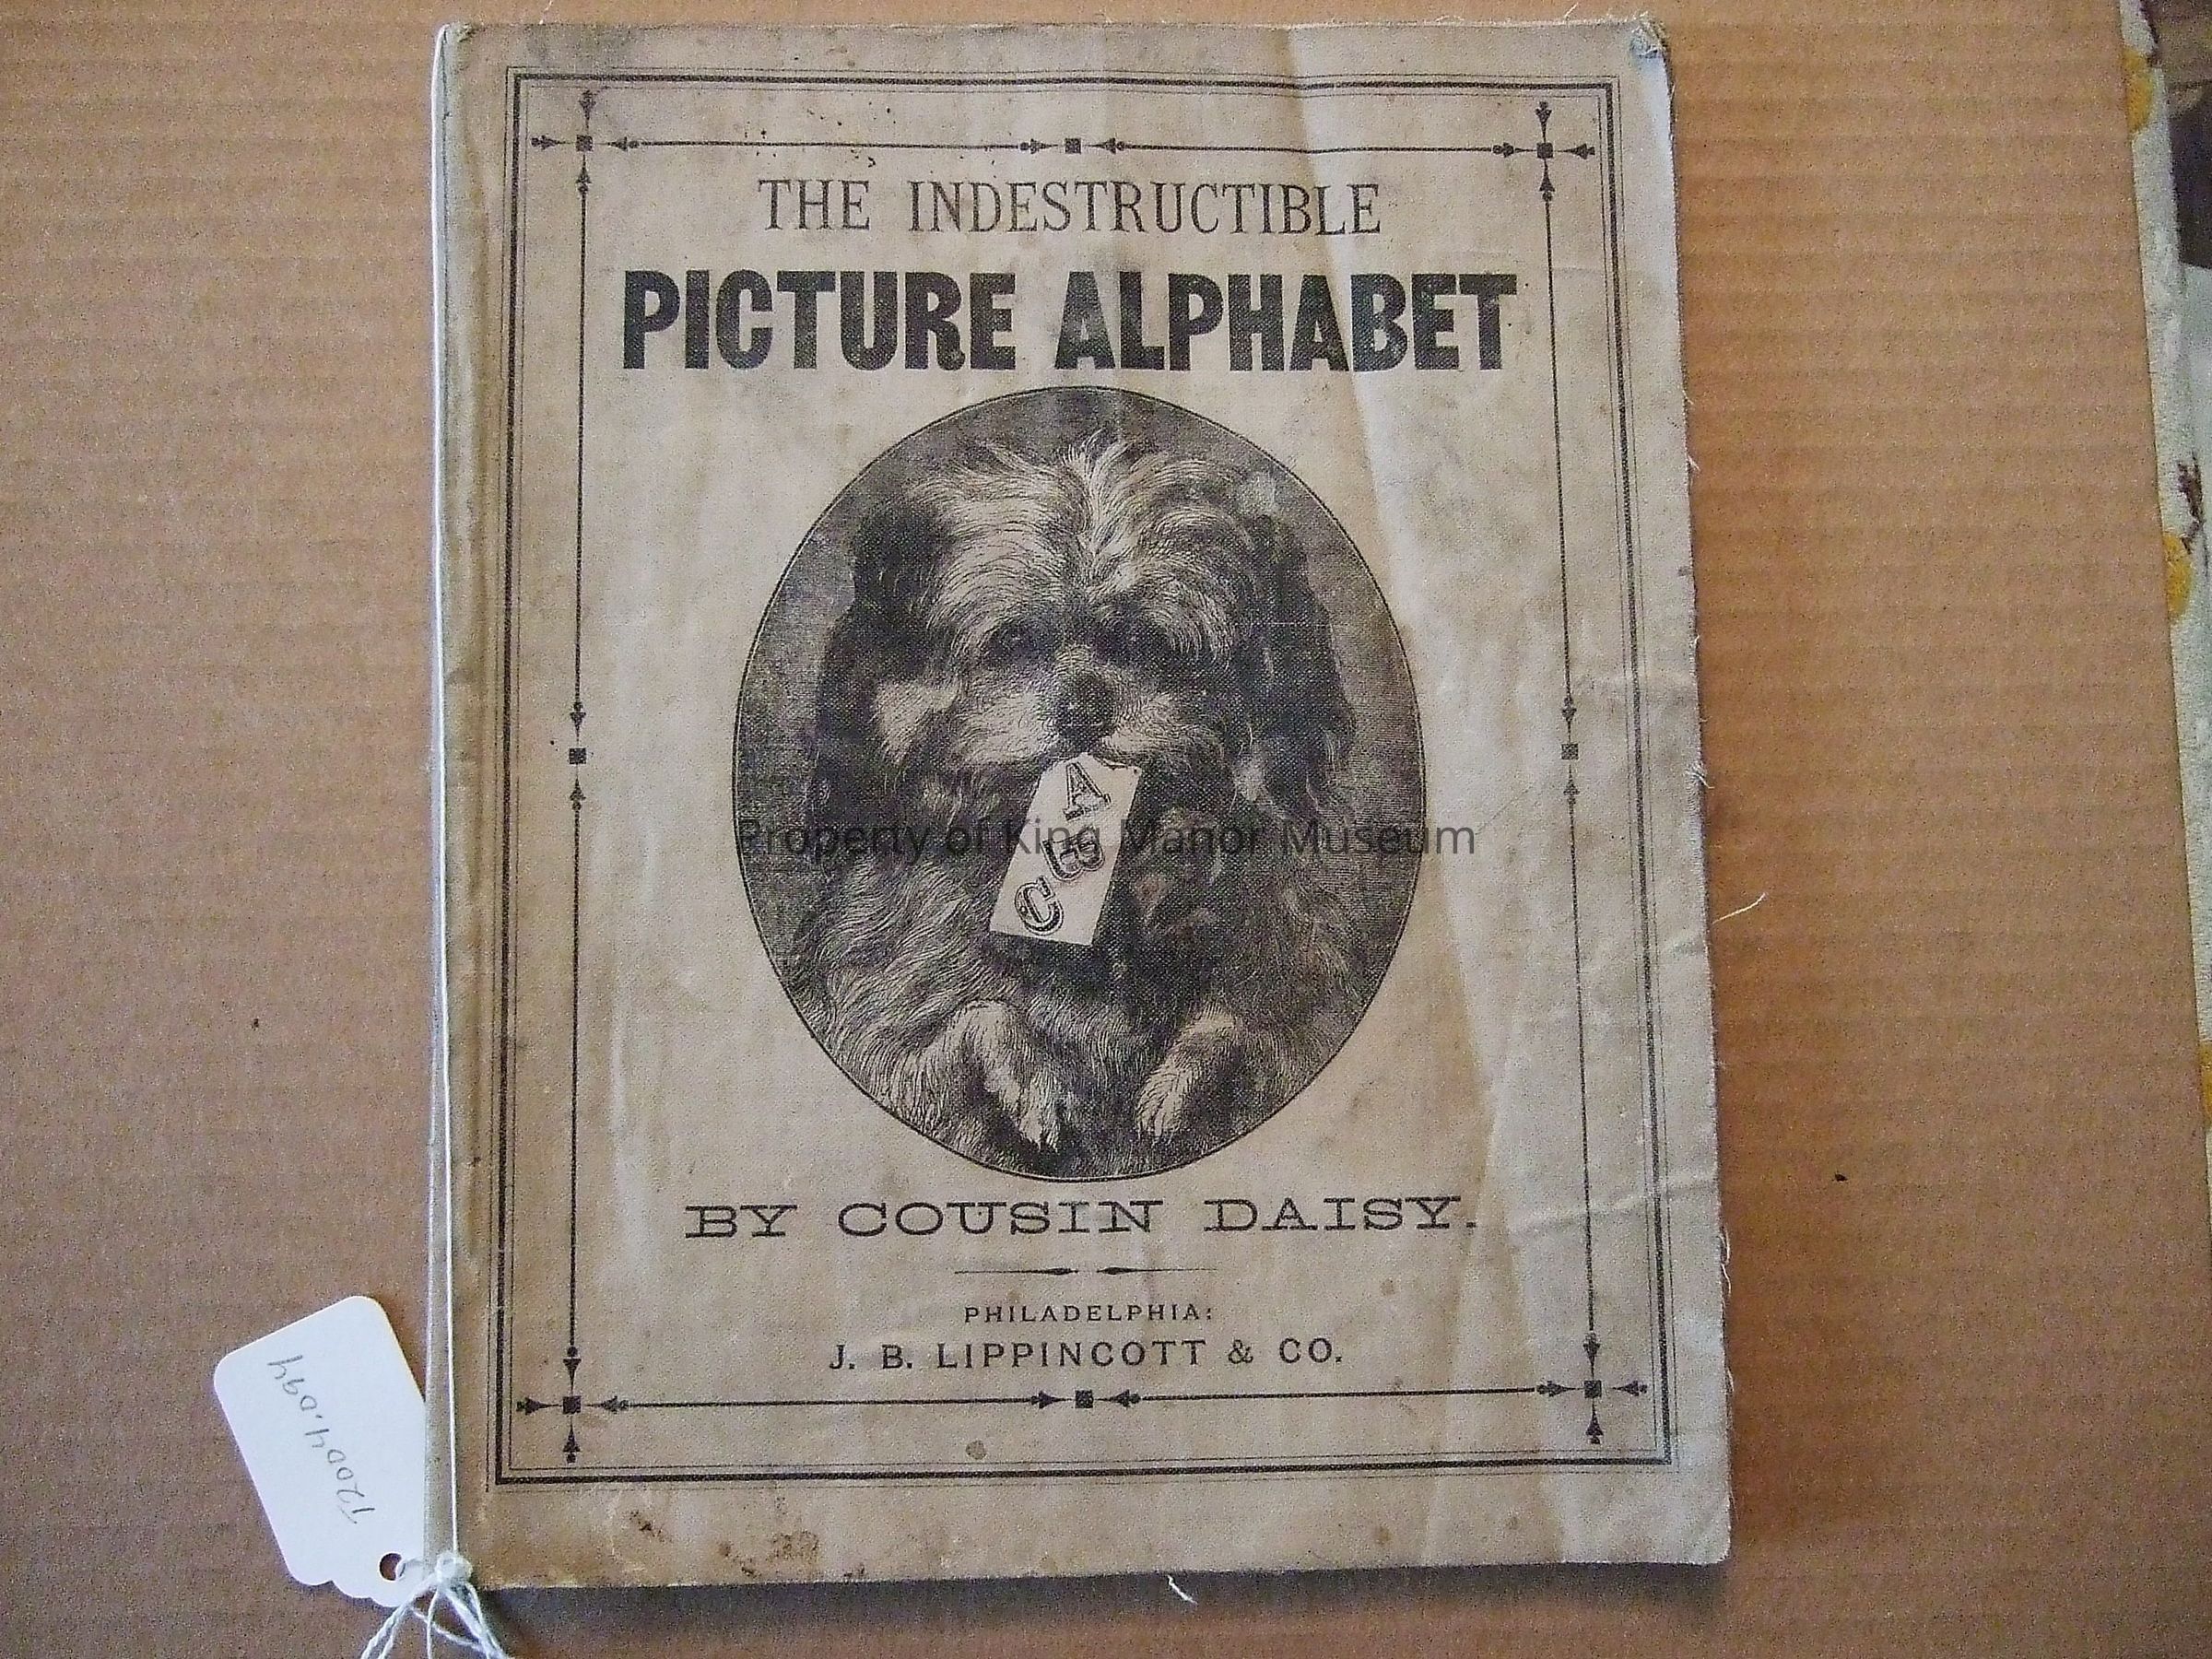 THE INDESTRUCTIBLE
PICTURE ALPHABET
A
B
C
Property of King Manor Museum
BY COUSIN DAISY.
PHILADELPHIA:
J. B. LIPPINCOTT & CO.
T2004.094